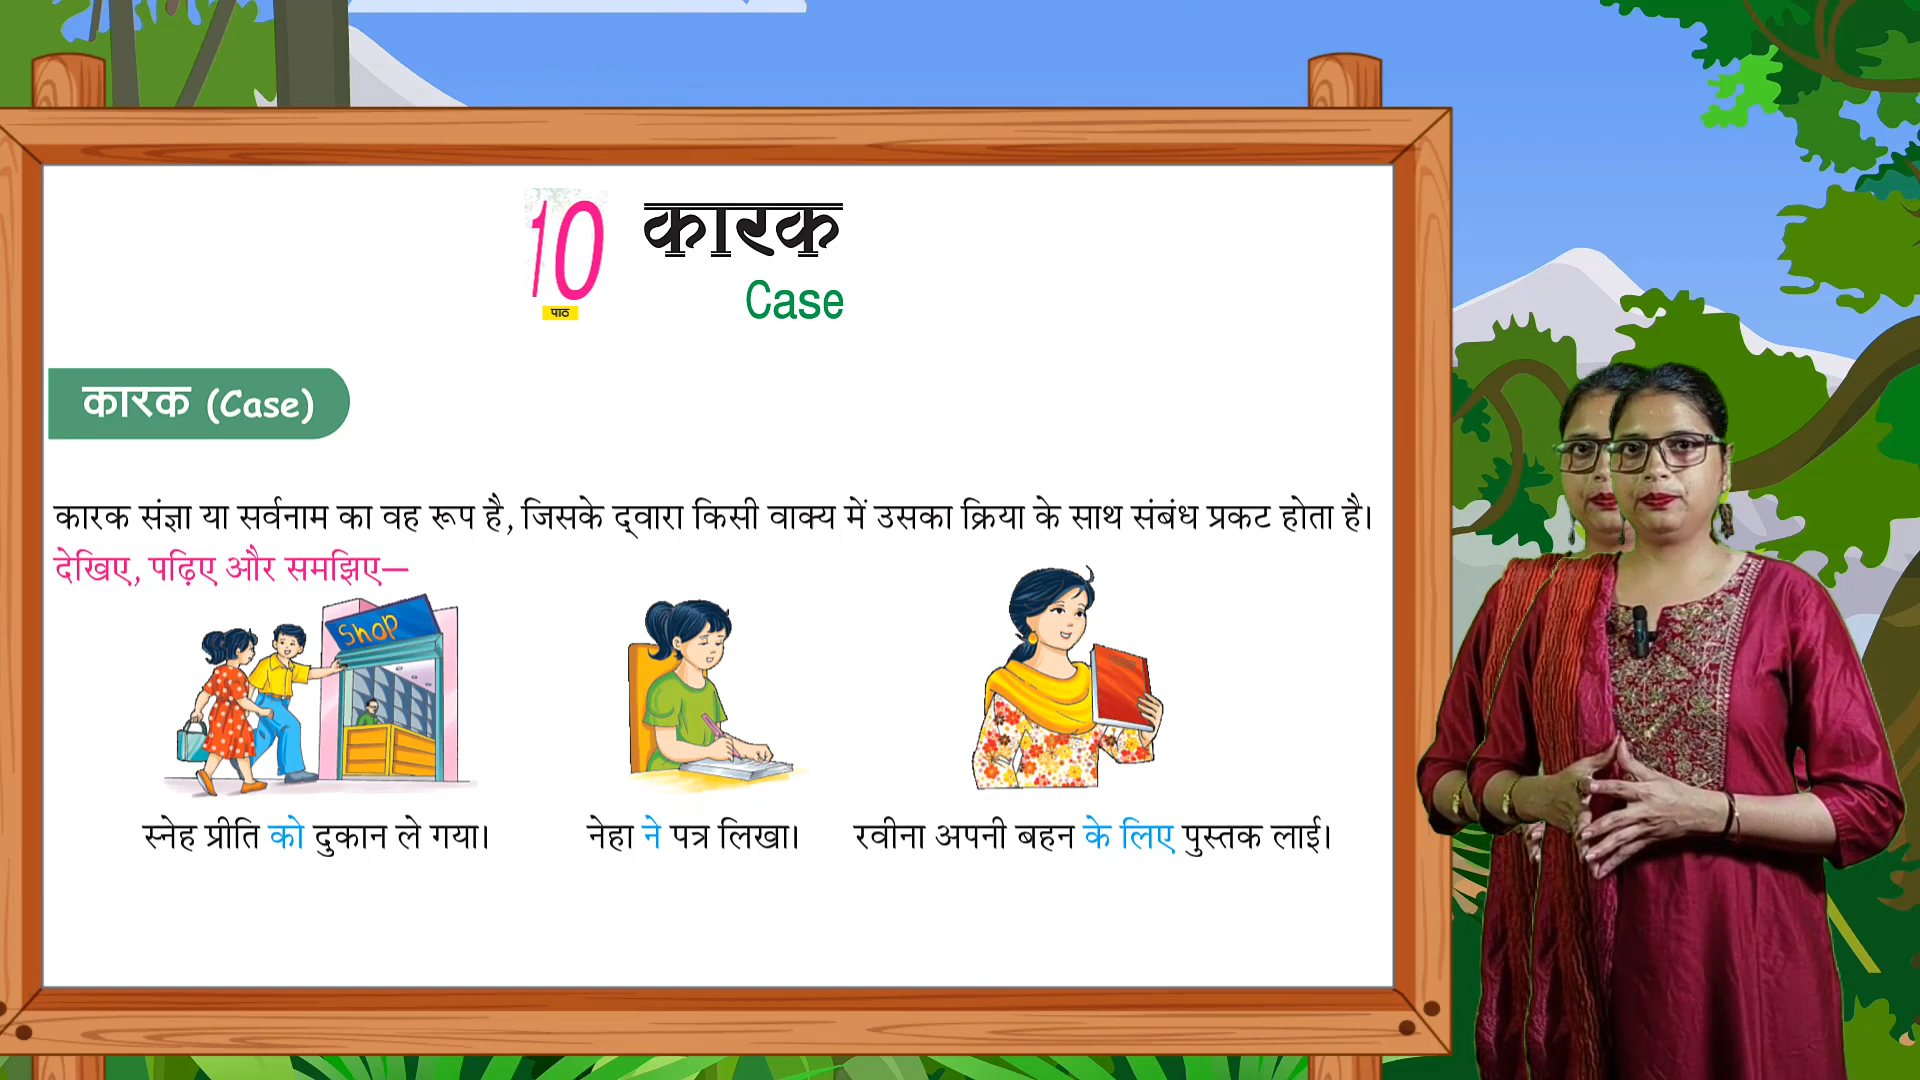 10
पाठ
कारक
Case
कारक (Case)
कारक संज्ञा या सर्वनाम का वह रूप है, जिसके द्‌वारा किसी वाक्य में उसका क्रिया के साथ संबंध प्रकट होता है।
देखिए, पढ़िए और समझिए—
Shop
स्नेह प्रीति को दुकान ले गया।
नेहा ने पत्र लिखा।
रवीना अपनी बहन के लिए पुस्तक लाई।